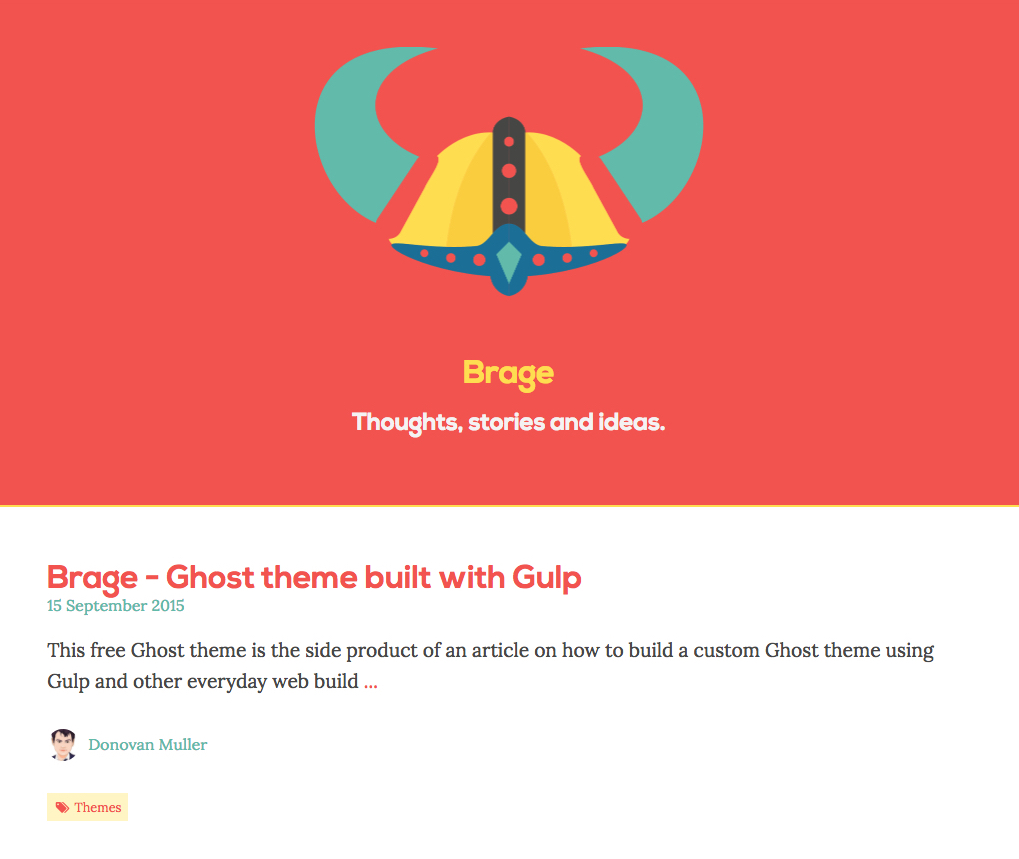 Brage
Thoughts, stories and ideas.
Brage - Ghost theme built with Gulp
15 September 2015
This free Ghost theme is the side product of an article on how to build a custom Ghost theme using
Gulp and other everyday web build ...
Donovan Muller
Themes